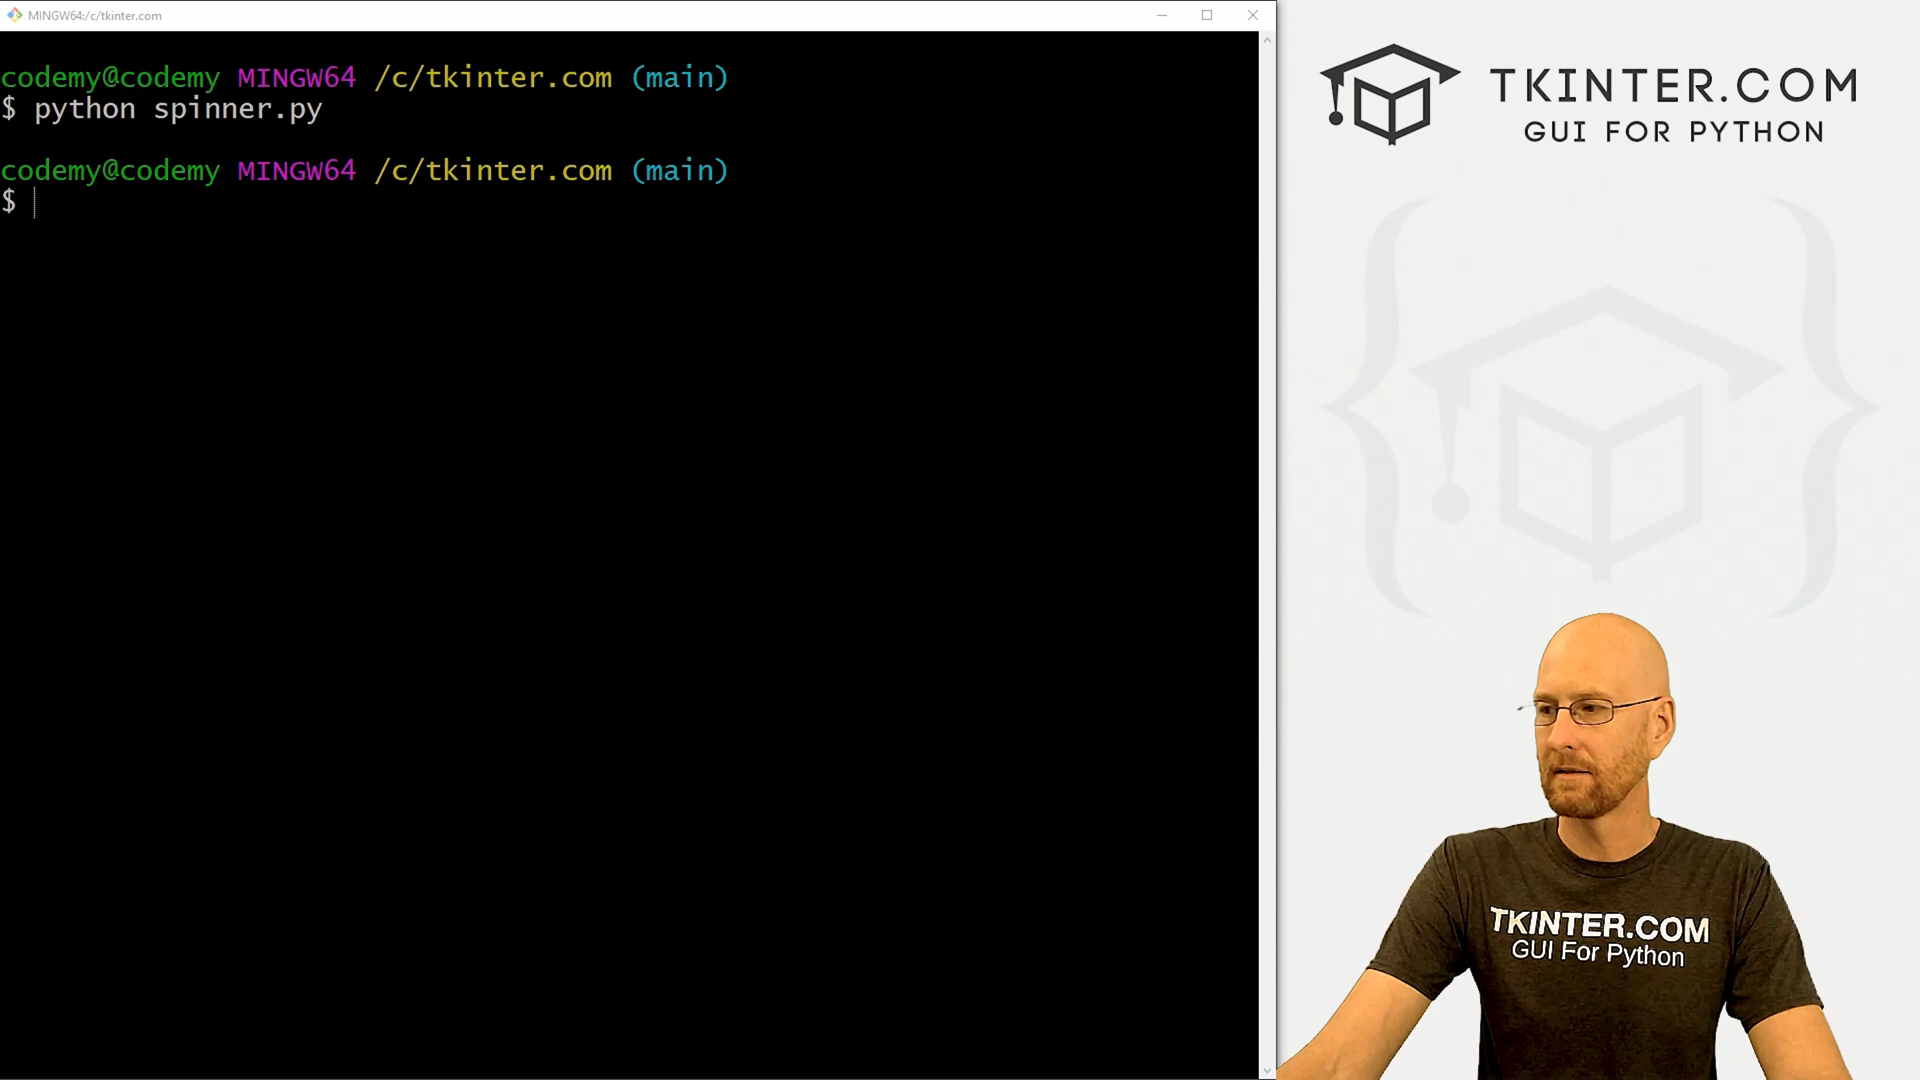 MINGW64:/c/tkinter.com
codemy@codemy MINGW64 /c/tkinter.com (main)
$ python spinner.py
codemy@codemy MINGW64 /c/tkinter.com (main)
$
TKINTER.COM
GUI FOR PYTHON
TKINTER.COM
GUI For Python